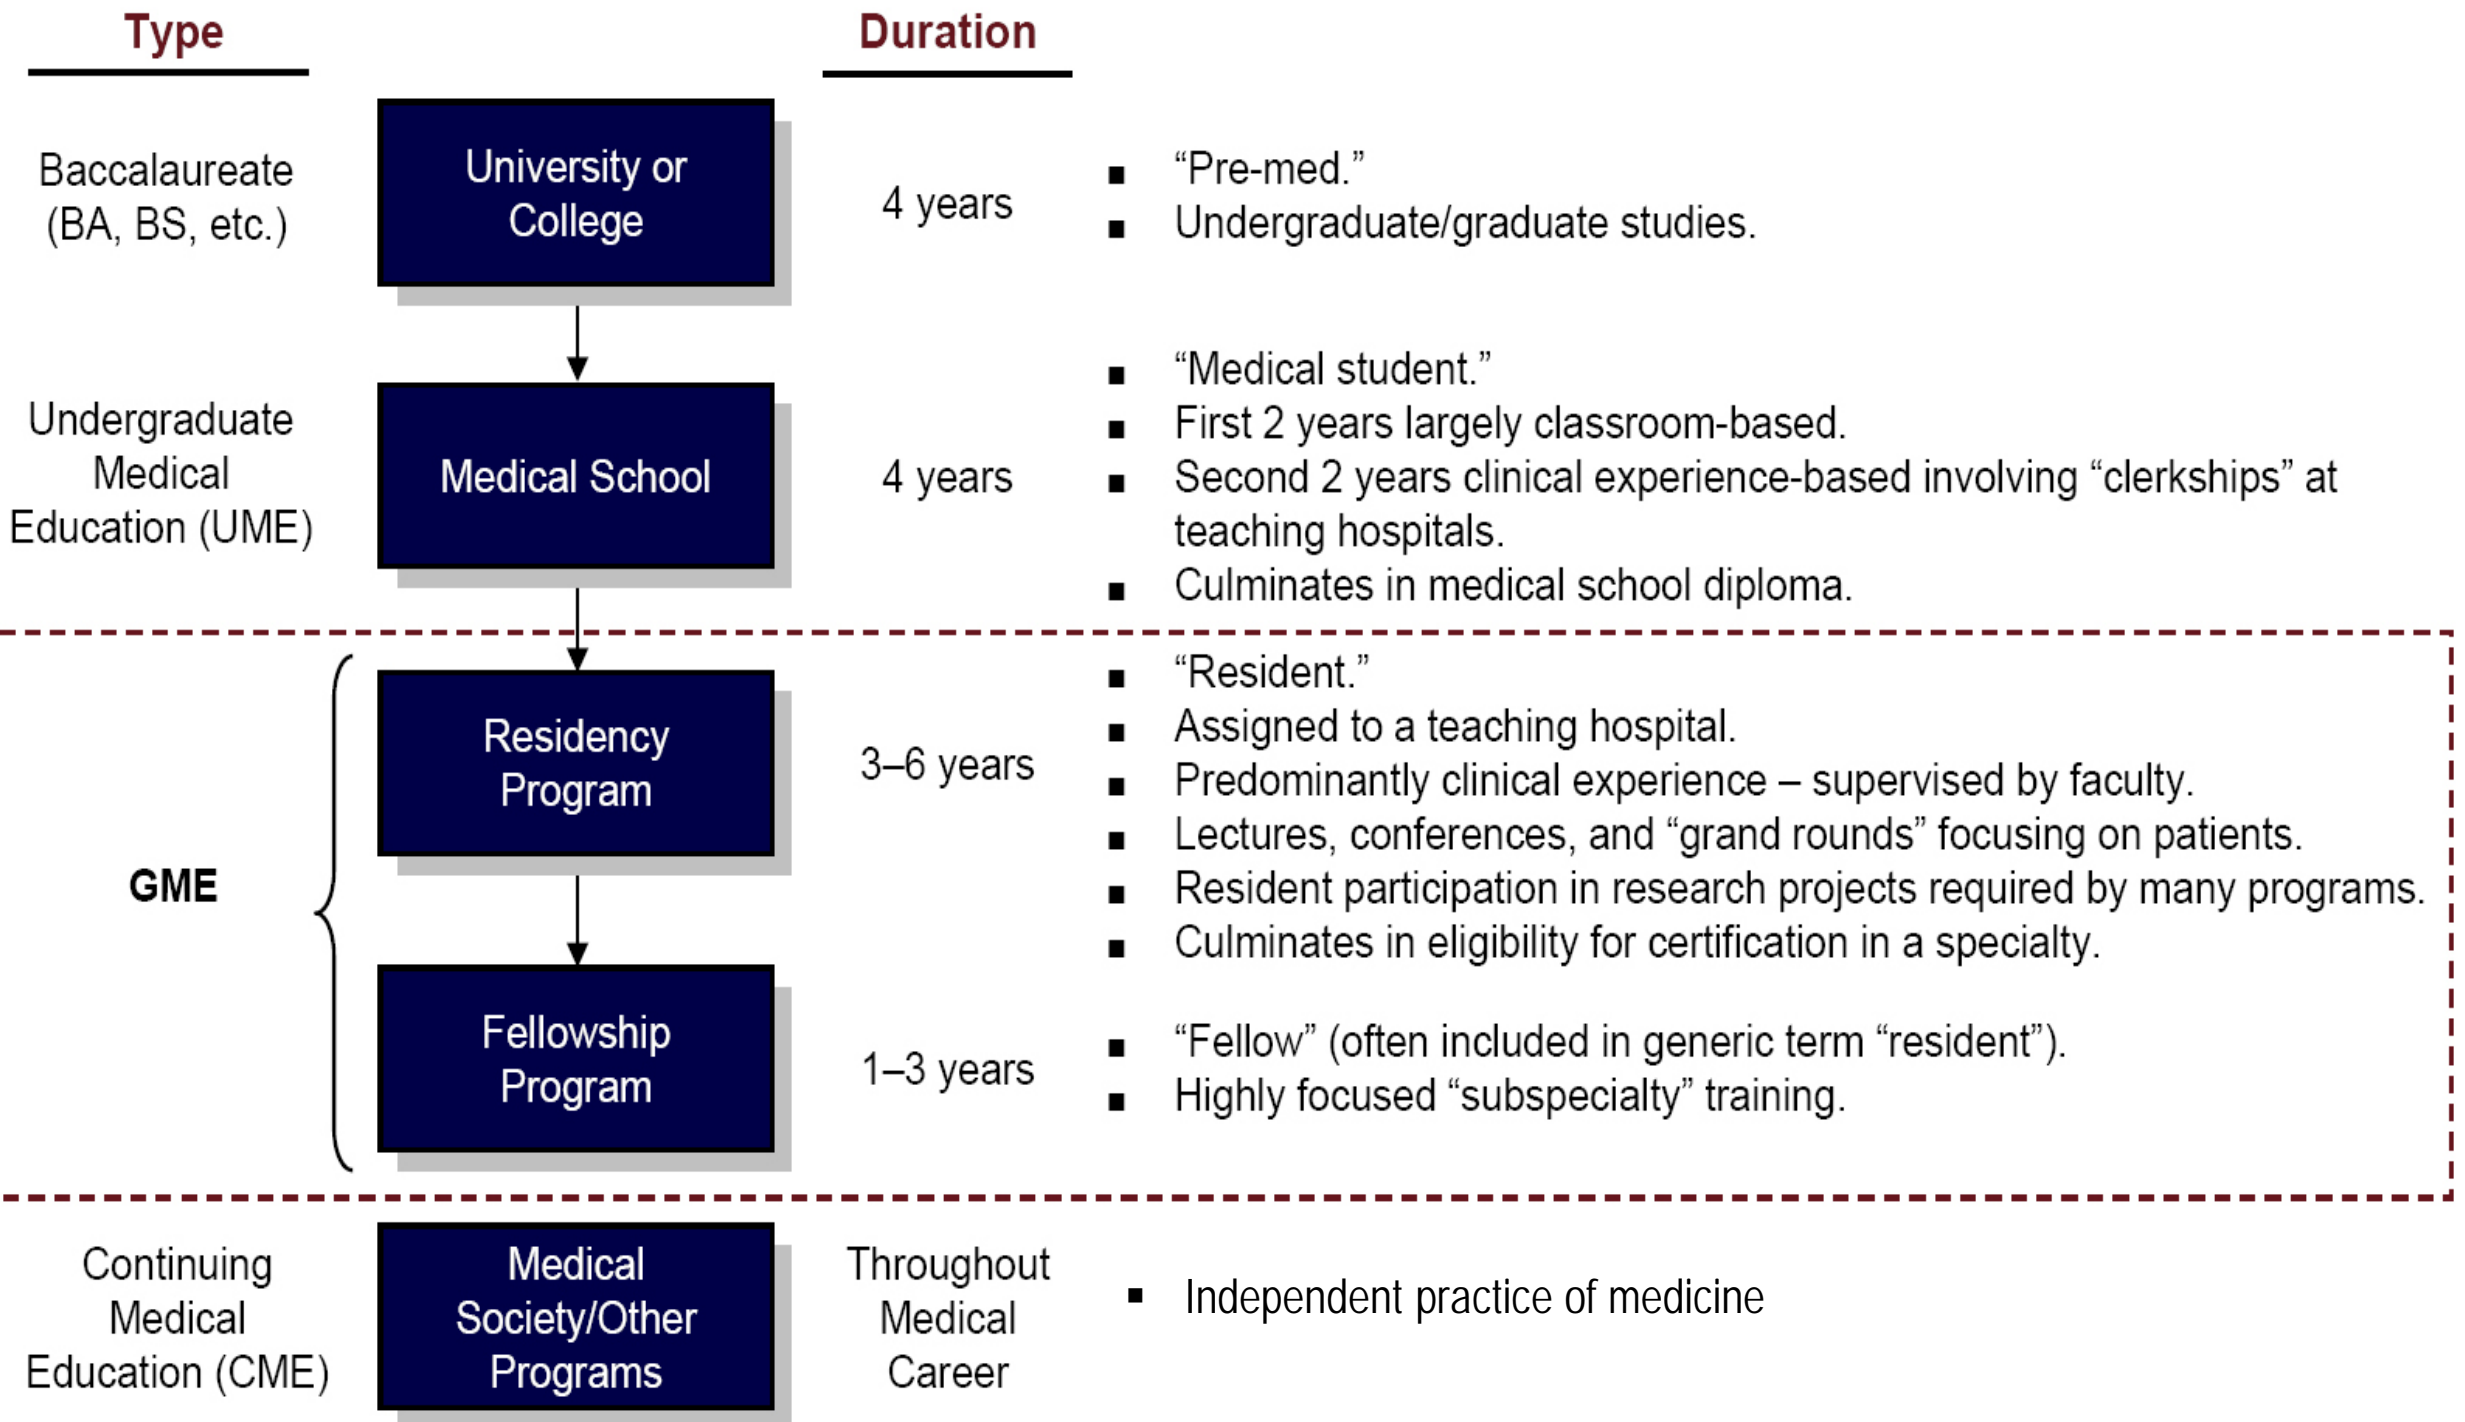 Type
Duration
Baccalaureate
(BA, BS, etc.)
University or
College
4 years
■ “Pre-med.”
■ Undergraduate/graduate studies.
Undergraduate
Medical
Education (UME)
Medical School
4 years
■ “Medical student.”
■ First 2 years largely classroom-based.
■ Second 2 years clinical experience-based involving “clerkships” at
teaching hospitals.
■ Culminates in medical school diploma.
GME
Residency
Program
3–6 years
■ “Resident.”
■ Assigned to a teaching hospital.
■ Predominantly clinical experience – supervised by faculty.
■ Lectures, conferences, and “grand rounds” focusing on patients.
■ Resident participation in research projects required by many programs.
■ Culminates in eligibility for certification in a specialty.
Fellowship
Program
1–3 years
■ “Fellow” (often included in generic term “resident”).
■ Highly focused “subspecialty” training.
Continuing
Medical
Education (CME)
Medical
Society/Other
Programs
Throughout
Medical
Career
▪ Independent practice of medicine